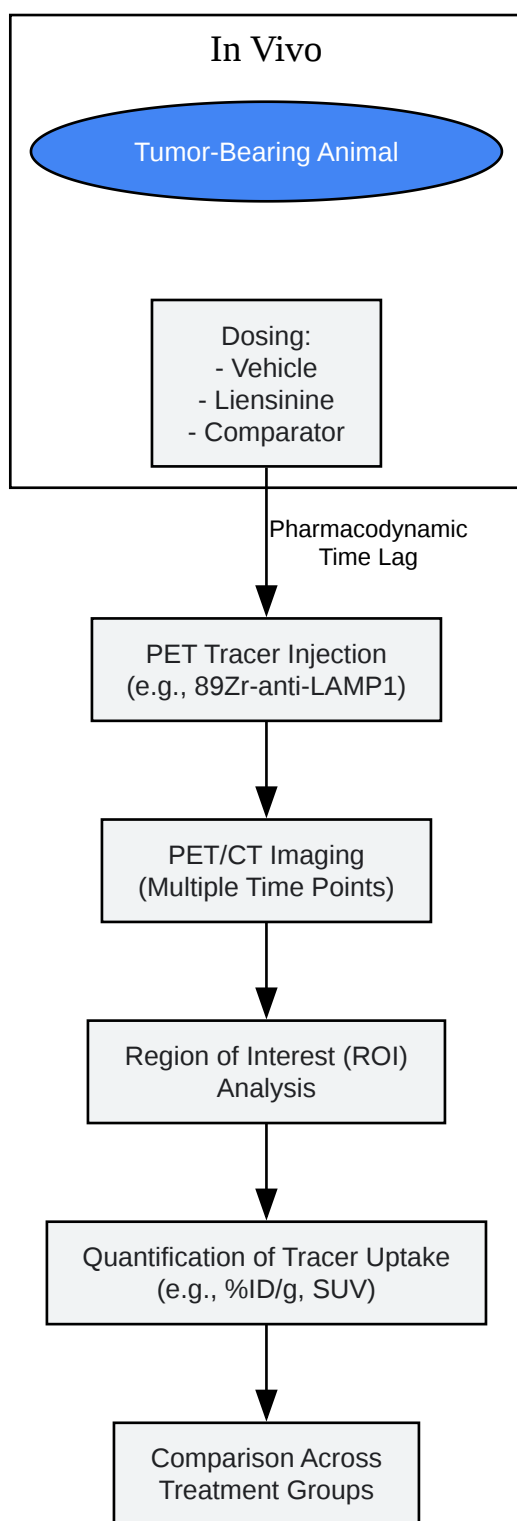 In Vivo
Tumor-Bearing Animal
Dosing:
- Vehicle
- Liensinine
- Comparator
Pharmacodynamic
Time Lag
PET Tracer Injection
(e.g., 89Zr-anti-LAMP1)
PET/CT Imaging
(Multiple Time Points)
Region of Interest (ROI)
Analysis
Quantification of Tracer Uptake
(e.g., %ID/g, SUV)
Comparison Across
Treatment Groups